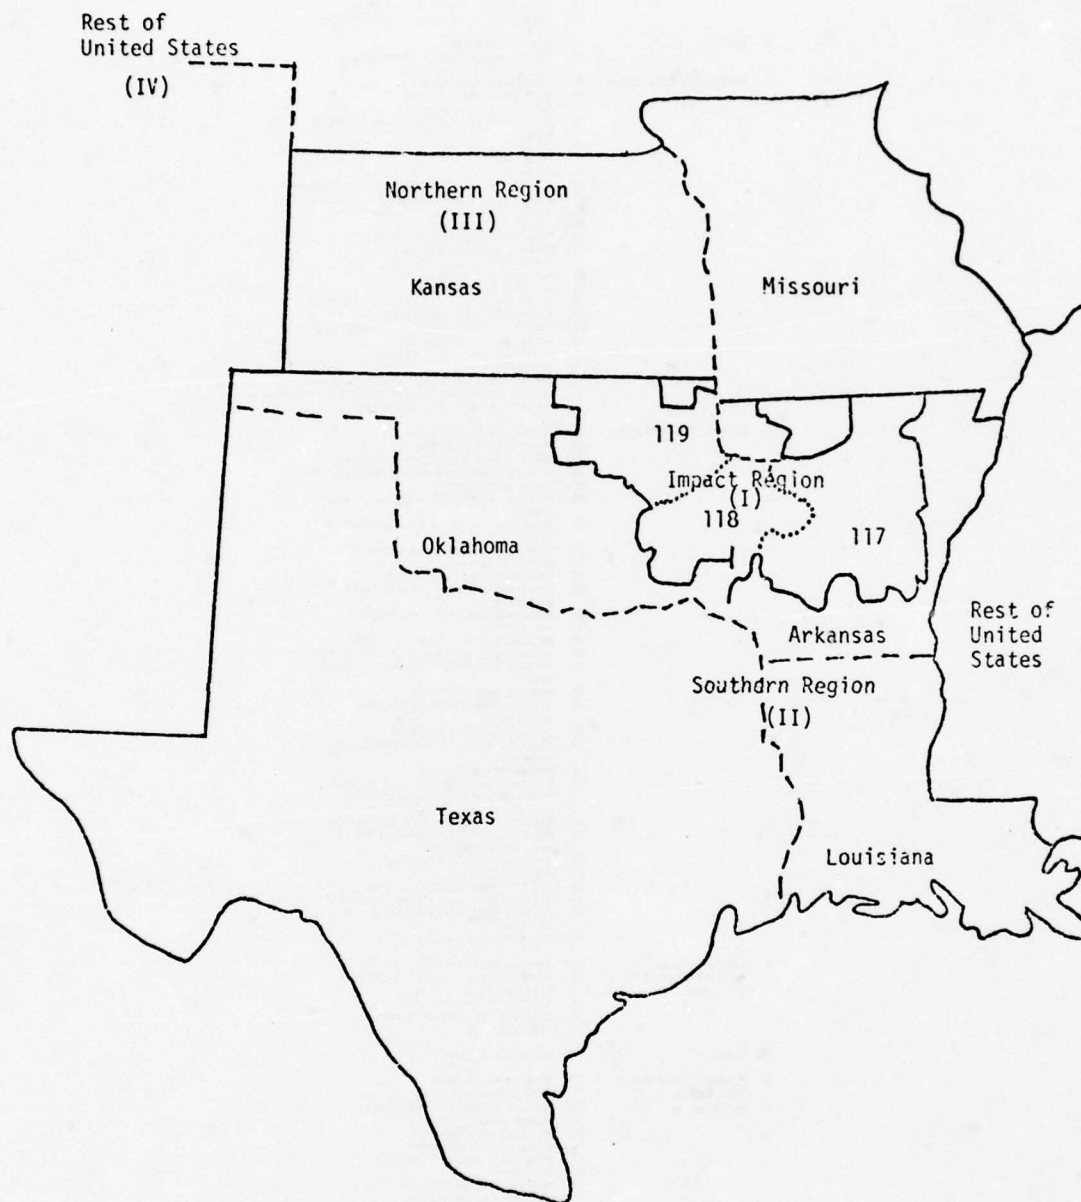 Rest of
United States
(IV)
Northern Region
(III)
Kansas
Missouri
119
Impact Region
(I)
118
117
Oklahoma
Arkansas
Rest of
United
States
Southern Region
(II)
Texas
Louisiana